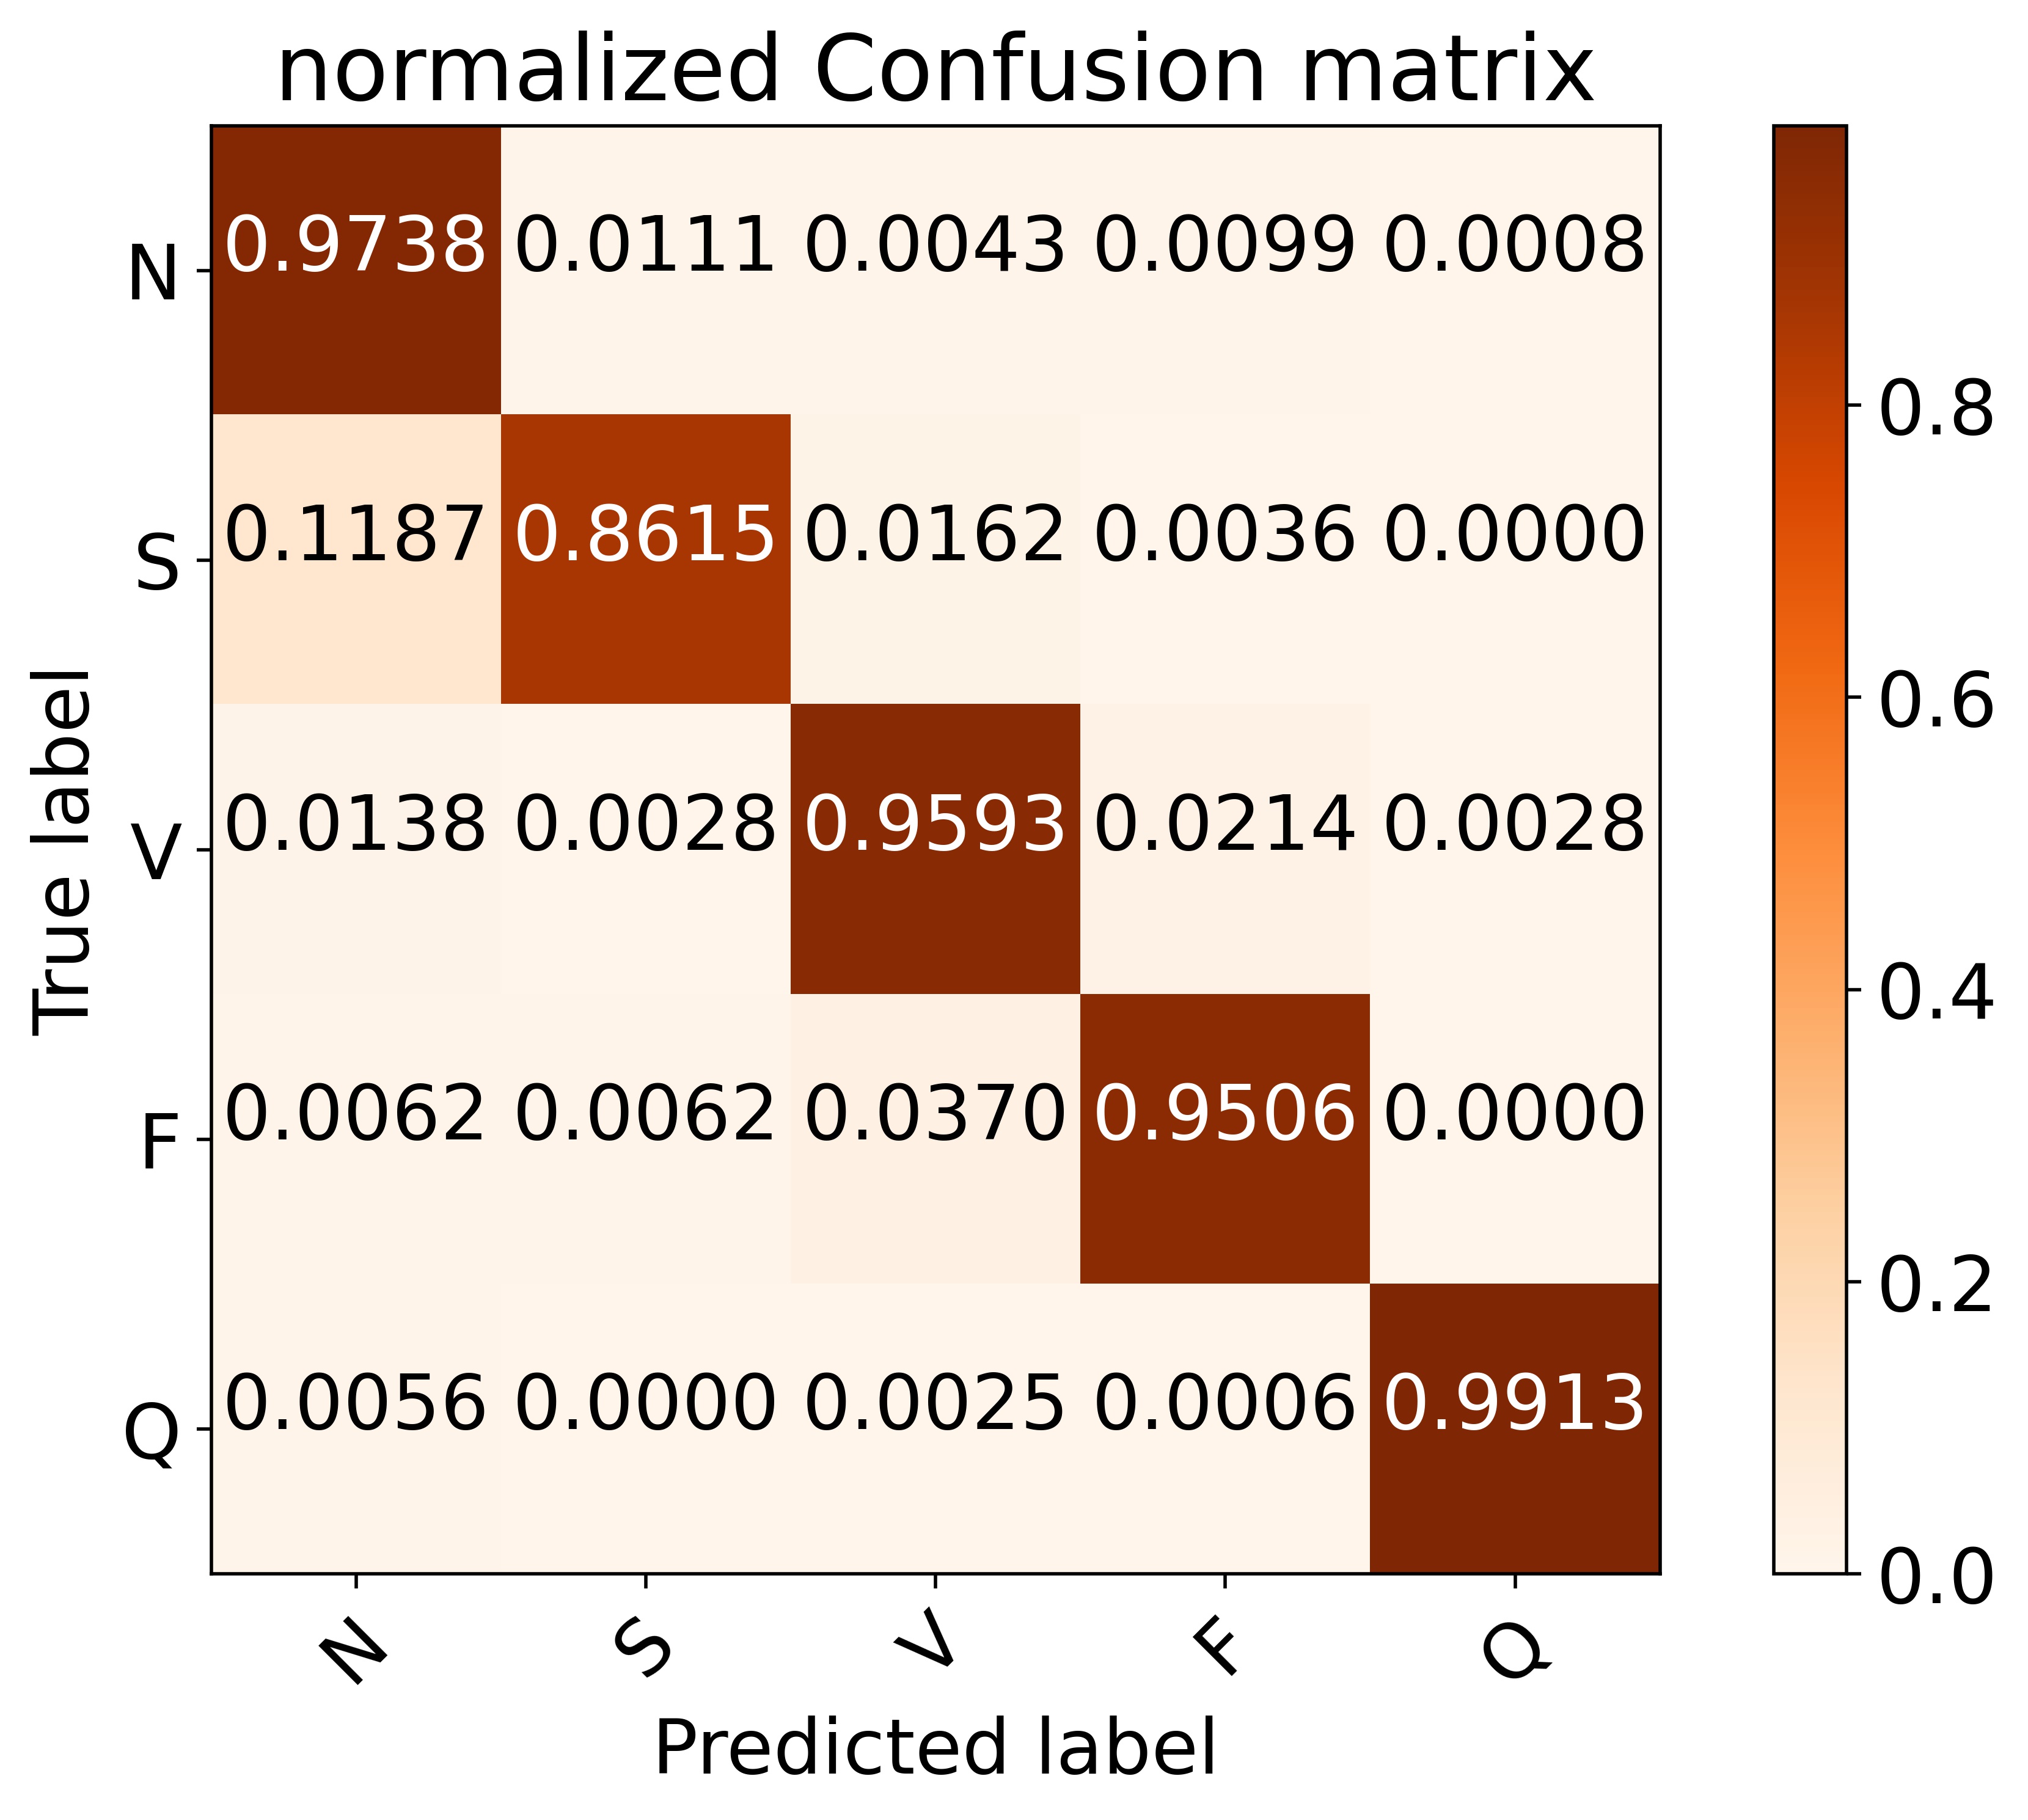 normalized Confusion matrix
N 0.9738 0.0111 0.0043 0.0099 0.0008
S 0.1187 0.8615 0.0162 0.0036 0.0000
V 0.0138 0.0028 0.9593 0.0214 0.0028
F 0.0062 0.0062 0.0370 0.9506 0.0000
Q 0.0056 0.0000 0.0025 0.0006 0.9913
True label
N S V F Q
Predicted label
0.8
0.6
0.4
0.2
0.0